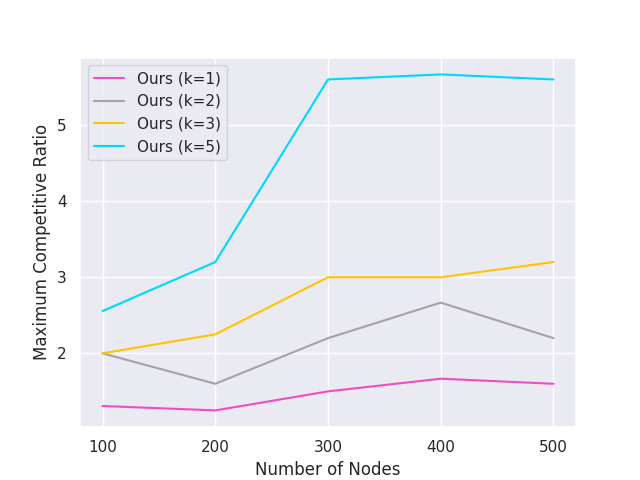 Ours (k=1)
Ours (k=2)
Ours (k=3)
Ours (k=5)
Maximum Competitive Ratio
5
4
3
2
100 200 300 400 500
Number of Nodes